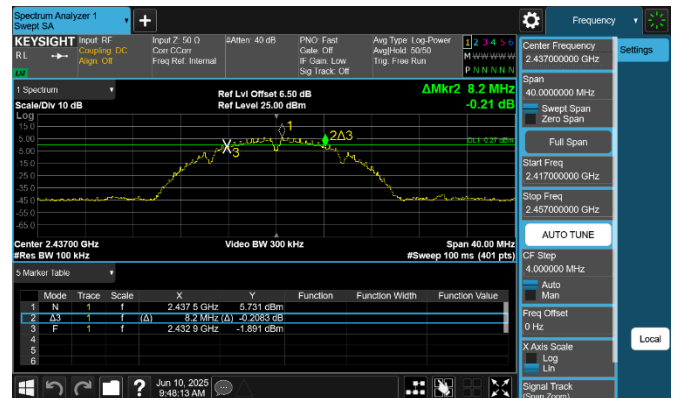 Spectrum Analyzer 1
Swept SA
Frequency
KEYSIGHT
Input: RF
Input Z: 50 Ω
#Atten: 40 dB
PNO: Fast
Avg Type: Log-Power
1 2 3 4 5 6
RL
Coupling: DC
Corr CCorr
Gate: Off
Avg|Hold: 50/50
M W W W W W
Align: Off
Freq Ref: Internal
IF Gain: Low
Trig: Free Run
Sig Track: Off
P N N N N N
LW
1 Spectrum
Scale/Div 10 dB
Ref Lvl Offset 6.50 dB
Ref Level 25.00 dBm
ΔMkr2 8.2 MHz
-0.21 dB
Log
15.0
5.00
-5.00
-15.0
-25.0
-35.0
-45.0
-55.0
-65.0
1
2Δ3
3
DL1 0.27 dBm
Center 2.43700 GHz
#Res BW 100 kHz
Video BW 300 kHz
Span 40.00 MHz
#Sweep 100 ms (401 pts)
5 Marker Table
Mode Trace Scale X Y Function Function Width Function Value
1 N 1 f 2.437 5 GHz 5.731 dBm
2 Δ3 1 f (Δ) 8.2 MHz (Δ) -0.2083 dB
3 F 1 f 2.432 9 GHz -1.891 dBm
4
5
6
Jun 10, 2025
9:48:13 AM
Center Frequency
2.437000000 GHz
Settings
Span
40.0000000 MHz
Swept Span
Zero Span
Full Span
Start Freq
2.417000000 GHz
Stop Freq
2.457000000 GHz
AUTO TUNE
CF Step
4.000000 MHz
Auto
Man
Freq Offset
0 Hz
X Axis Scale
Log
Lin
Local
Signal Track
(Span Zoom)